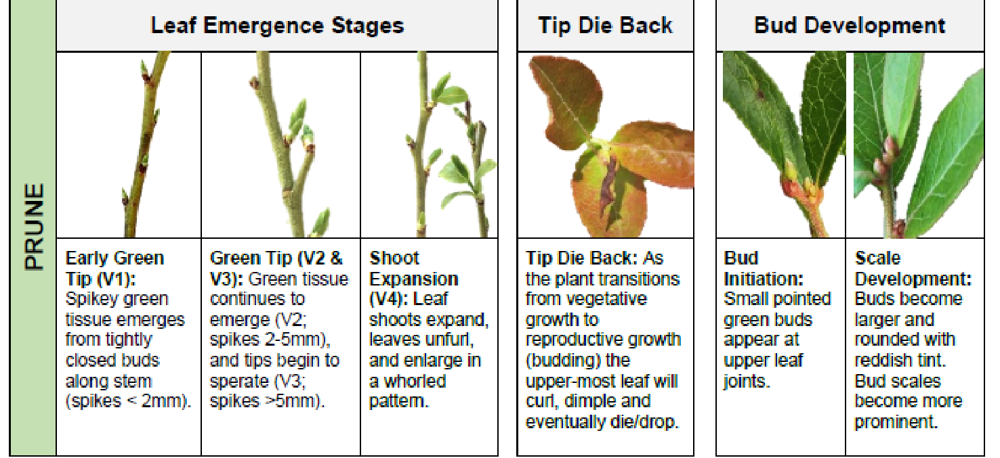 PRUNE
Leaf Emergence Stages
Early Green
Tip (V1):
Spikey green
tissue emerges
from tightly
closed buds
along stem
(spikes < 2mm).
Green Tip (V2 &
V3): Green tissue
continues to
emerge (V2;
spikes 2-5mm),
and tips begin to
sperate (V3;
spikes >5mm).
Shoot
Expansion
(V4): Leaf
shoots expand,
leaves unfurl,
and enlarge in
a whorled
pattern.
Tip Die Back
Tip Die Back: As
the plant transitions
from vegetative
growth to
reproductive growth
(budding) the
upper-most leaf will
curl, dimple and
eventually die/drop.
Bud Development
Bud
Initiation:
Small pointed
green buds
appear at
upper leaf
joints.
Scale
Development:
Buds become
larger and
rounded with
reddish tint.
Bud scales
become more
prominent.